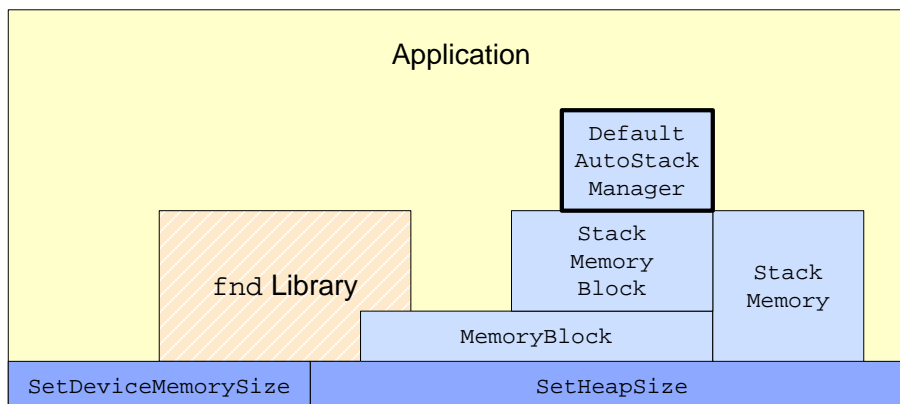 Application
Default
AutoStack
Manager
Stack
Memory
Block
Stack
Memory
fnd Library
MemoryBlock
SetDeviceMemorySize
SetHeapSize